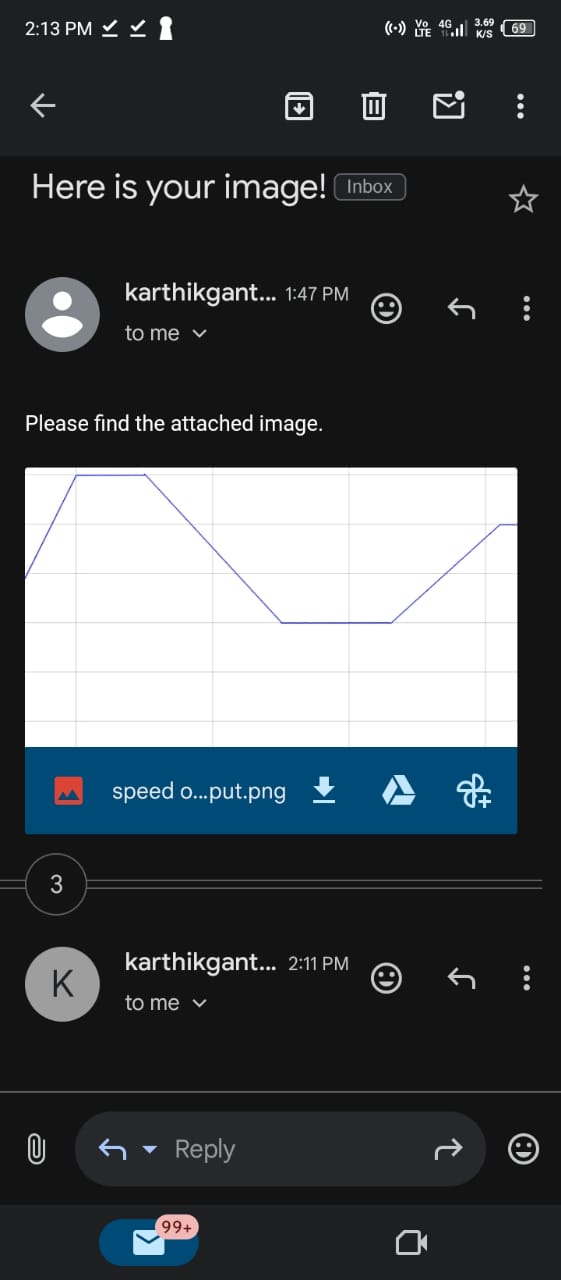 2:13 PM Vo LTE 4G 3.69 K/S 69
Here is your image! Inbox
karthikgant... 1:47 PM
to me
Please find the attached image.
speed o...put.png
3
K karthikgant... 2:11 PM
to me
Reply
99+